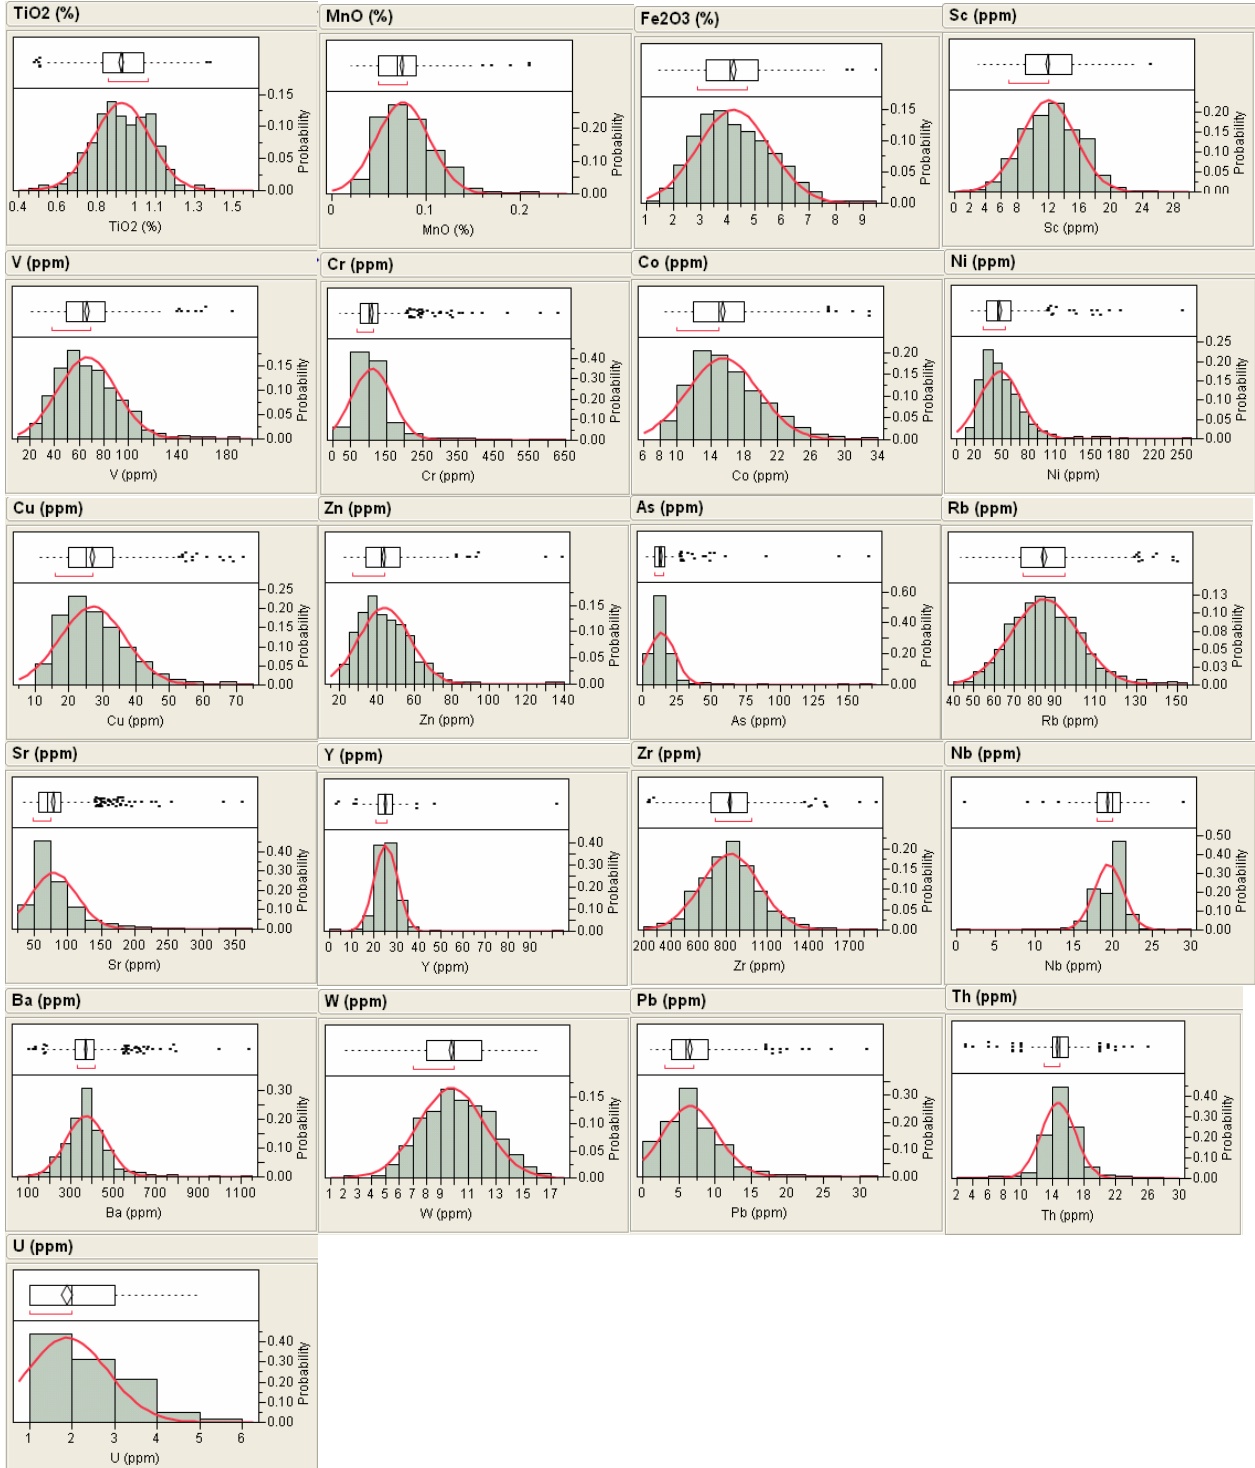 TiO2 (%)
0.15
0.10
0.05
0.00
Probability
0.4 0.6 0.8 1 1.1 1.3 1.5
TiO2 (%)
MnO (%)
0.20
0.10
0.00
Probability
0 0.1 0.2
MnO (%)
Fe2O3 (%)
0.15
0.10
0.05
0.00
Probability
1 2 3 4 5 6 7 8 9
Fe2O3 (%)
Sc (ppm)
0.20
0.15
0.10
0.05
0.00
Probability
0 2 4 6 8 12 16 20 24 28
Sc (ppm)
V (ppm)
0.15
0.10
0.05
0.00
Probability
20 40 60 80 100 140 180
V (ppm)
Cr (ppm)
0.40
0.30
0.20
0.10
0.00
Probability
0 50 150 250 350 450 550 650
Cr (ppm)
Co (ppm)
0.20
0.15
0.10
0.05
0.00
Probability
6 8 10 14 18 22 26 30 34
Co (ppm)
Ni (ppm)
0.25
0.20
0.15
0.10
0.05
0.00
Probability
0 20 50 80 110 150 180 220 250
Ni (ppm)
Cu (ppm)
0.25
0.20
0.15
0.10
0.05
0.00
Probability
10 20 30 40 50 60 70
Cu (ppm)
Zn (ppm)
0.15
0.10
0.05
0.00
Probability
20 40 60 80 100 120 140
Zn (ppm)
As (ppm)
0.60
0.40
0.20
0.00
Probability
0 50 100 150
As (ppm)
Rb (ppm)
0.13
0.10
0.08
0.05
0.03
0.00
Probability
40 50 60 70 80 90 110 130 150
Rb (ppm)
Sr (ppm)
0.40
0.30
0.20
0.10
0.00
Probability
50 100 150 200 250 300 350
Sr (ppm)
Y (ppm)
0.40
0.30
0.20
0.10
0.00
Probability
0 10 20 30 40 50 60 70 80 90
Y (ppm)
Zr (ppm)
0.20
0.15
0.10
0.05
0.00
Probability
200 400 600 800 1100 1400 1700
Zr (ppm)
Nb (ppm)
0.50
0.40
0.30
0.20
0.10
0.00
Probability
0 5 10 15 20 25 30
Nb (ppm)
Ba (ppm)
0.30
0.20
0.10
0.00
Probability
100 300 500 700 900 1100
Ba (ppm)
W (ppm)
0.15
0.10
0.05
0.00
Probability
1 2 3 4 5 6 7 9 11 13 15 17
W (ppm)
Pb (ppm)
0.30
0.20
0.10
0.00
Probability
0 5 10 15 20 25 30
Pb (ppm)
Th (ppm)
0.40
0.30
0.20
0.10
0.00
Probability
2 4 6 8 10 14 18 22 26 30
Th (ppm)
U (ppm)
0.40
0.30
0.20
0.10
0.00
Probability
1 2 3 4 5 6
U (ppm)